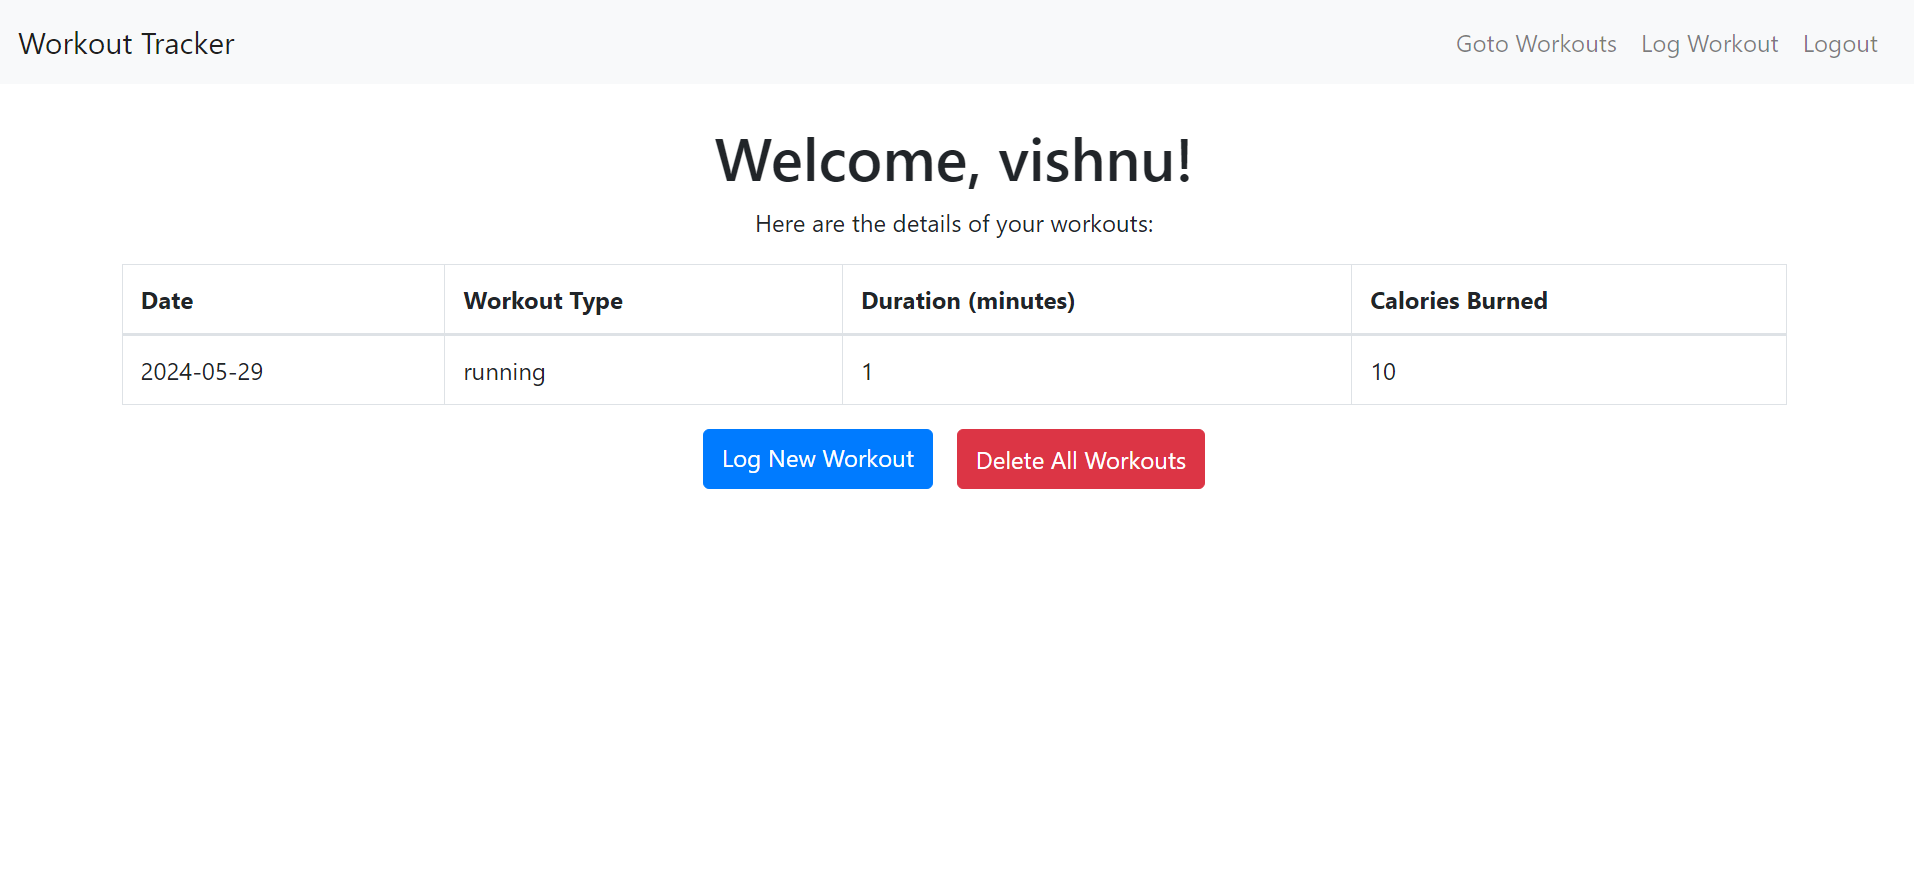 Workout Tracker Goto Workouts Log Workout Logout
Welcome, vishnu!
Here are the details of your workouts:
Date Workout Type Duration (minutes) Calories Burned
2024-05-29 running 1 10
Log New Workout Delete All Workouts